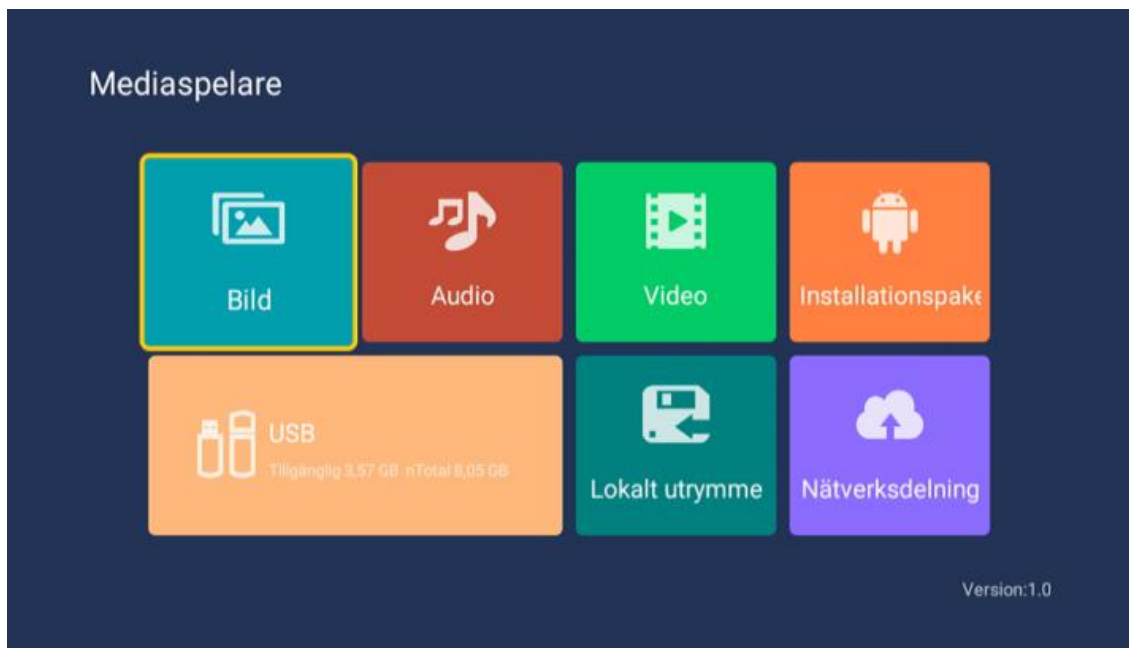 Mediaspelare
Bild
Audio
Video
Installationspake
USB
Tillgänglig 3,57 GB nTotal 8,05 GB
Lokalt utrymme
Nätverksdelning
Version:1.0